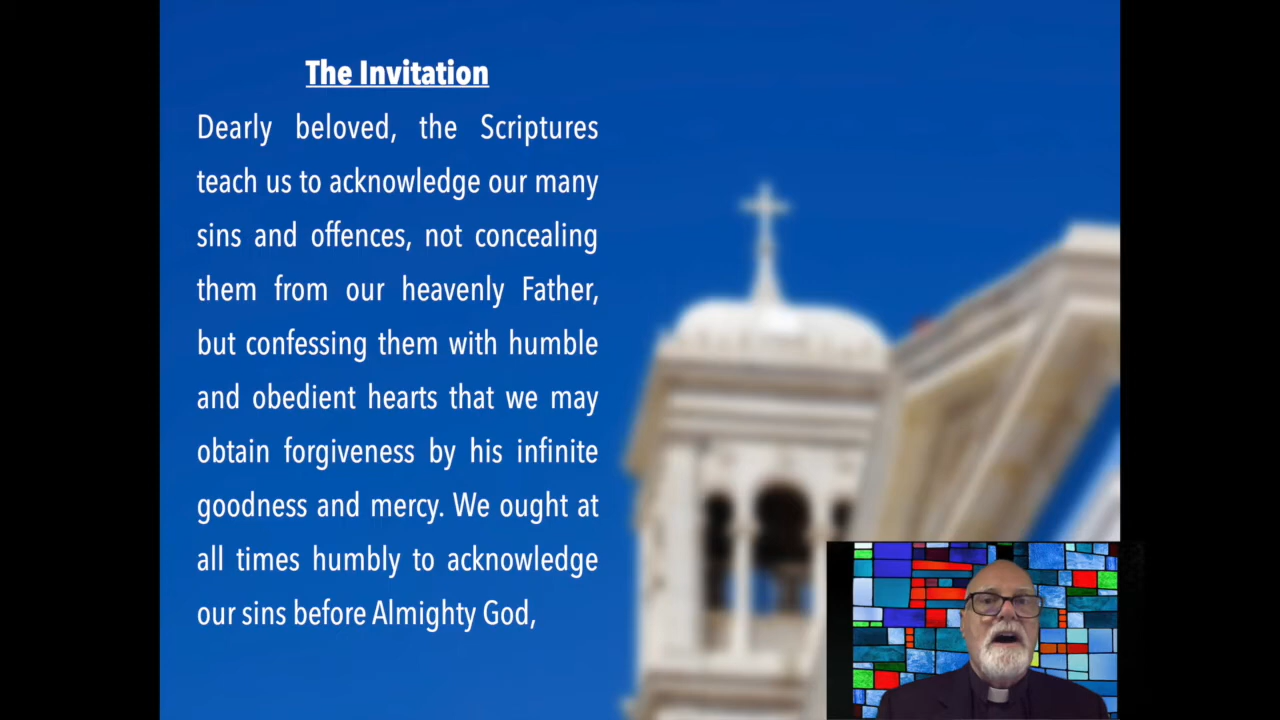 The Invitation
Dearly beloved, the Scriptures
teach us to acknowledge our many
sins and offences, not concealing
them from our heavenly Father,
but confessing them with humble
and obedient hearts that we may
obtain forgiveness by his infinite
goodness and mercy. We ought at
all times humbly to acknowledge
our sins before Almighty God,